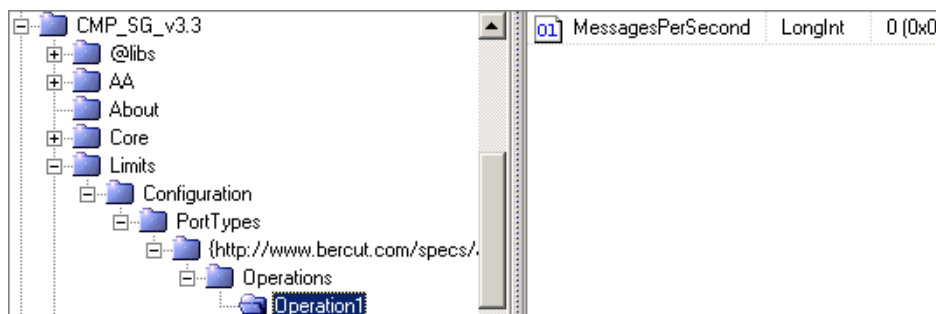 CMP_SG_v3.3
@libs
AA
About
Core
Limits
Configuration
PortTypes
{http://www.bercut.com/specs/
Operations
Operation1
MessagesPerSecond LongInt 0 (0x0